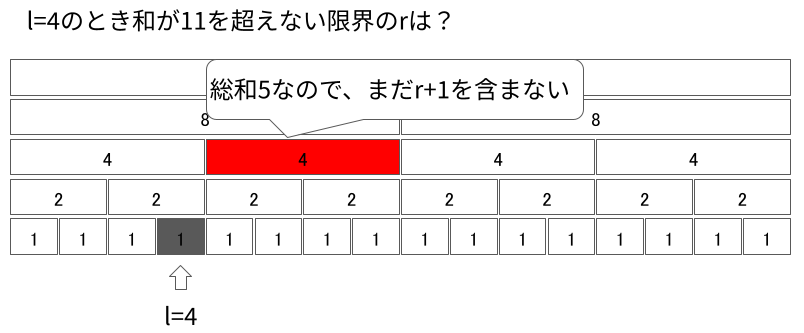 l=4のとき和が11を超えない限界のrは？
総和5なので、まだr+1を含まない
8 8
4 4 4 4
2 2 2 2 2 2 2 2
1 1 1 1 1 1 1 1 1 1 1 1 1 1 1 1
l=4